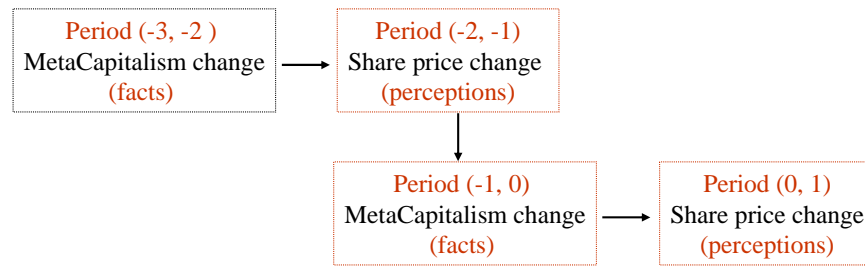 Period (-3, -2 )
MetaCapitalism change
(facts)
Period (-2, -1)
Share price change
(perceptions)
Period (-1, 0)
MetaCapitalism change
(facts)
Period (0, 1)
Share price change
(perceptions)